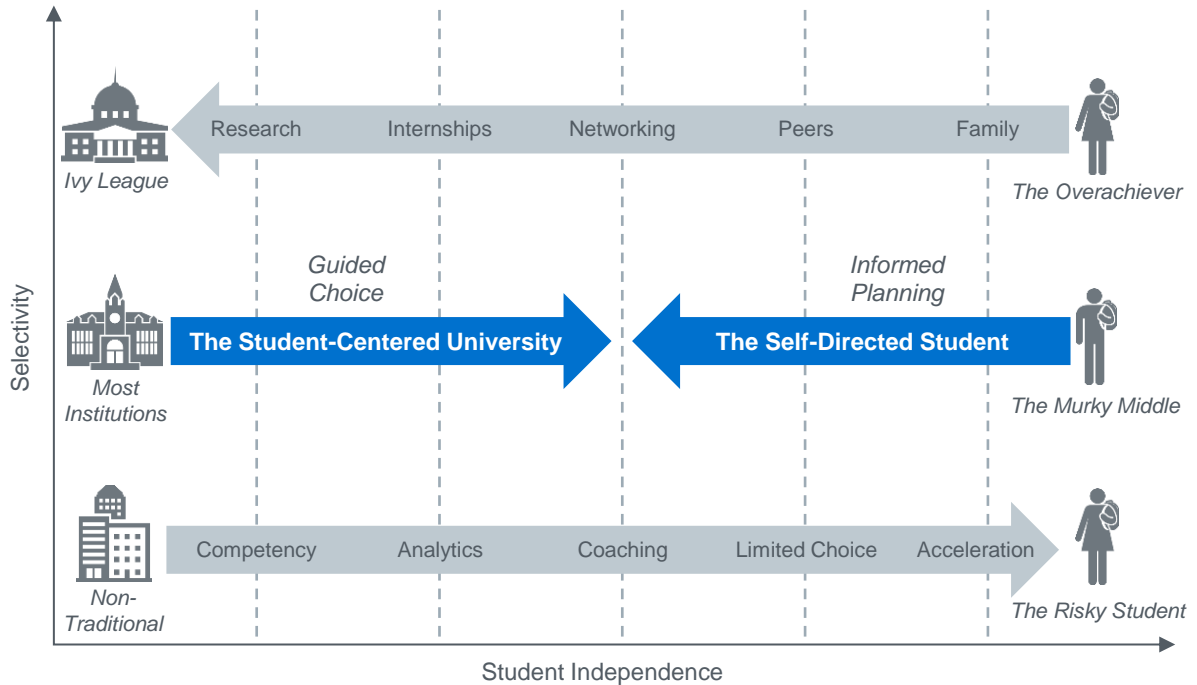 Selectivity
Research Internships Networking Peers Family
Ivy League
The Overachiever
Guided
Choice
Informed
Planning
The Student-Centered University
The Self-Directed Student
Most
Institutions
The Murky Middle
Competency Analytics Coaching Limited Choice Acceleration
Non-
Traditional
The Risky Student
Student Independence